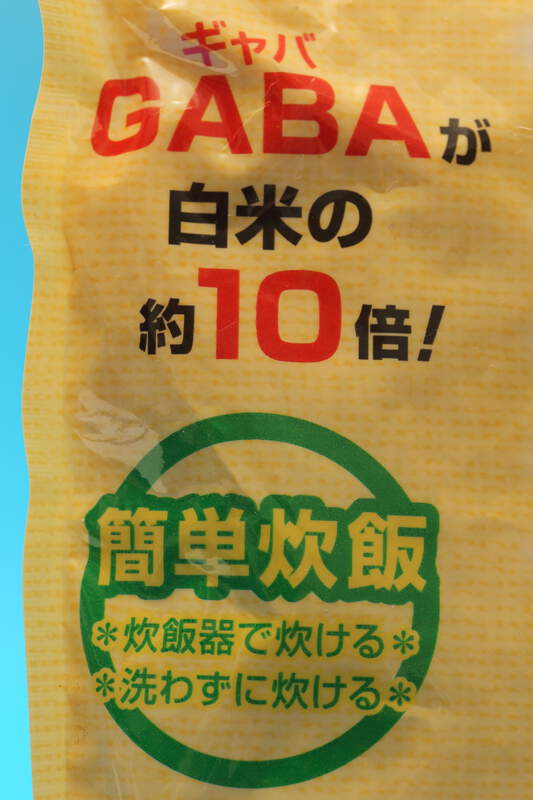 ギャバ
GABAが
白米の
約10倍!
簡単炊飯
*炊飯器で炊ける*
*洗わずに炊ける*